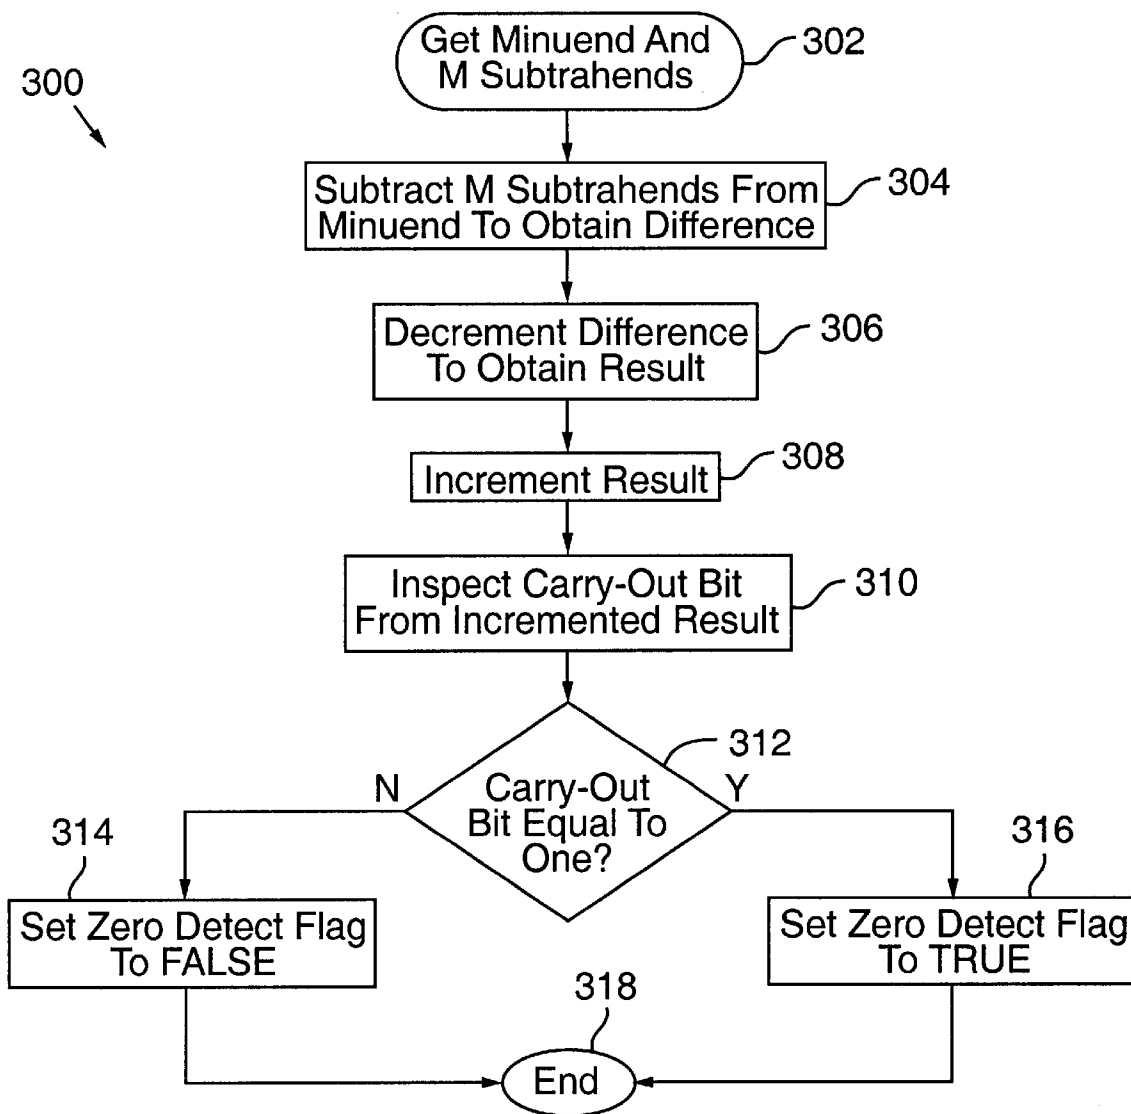 300
Get Minuend And
M Subtrahends
302
Subtract M Subtrahends From
Minuend To Obtain Difference
304
Decrement Difference
To Obtain Result
306
Increment Result
308
Inspect Carry-Out Bit
From Incremented Result
310
312
N
Carry-Out
Bit Equal To
One?
Y
314
Set Zero Detect Flag
To FALSE
316
Set Zero Detect Flag
To TRUE
318
End